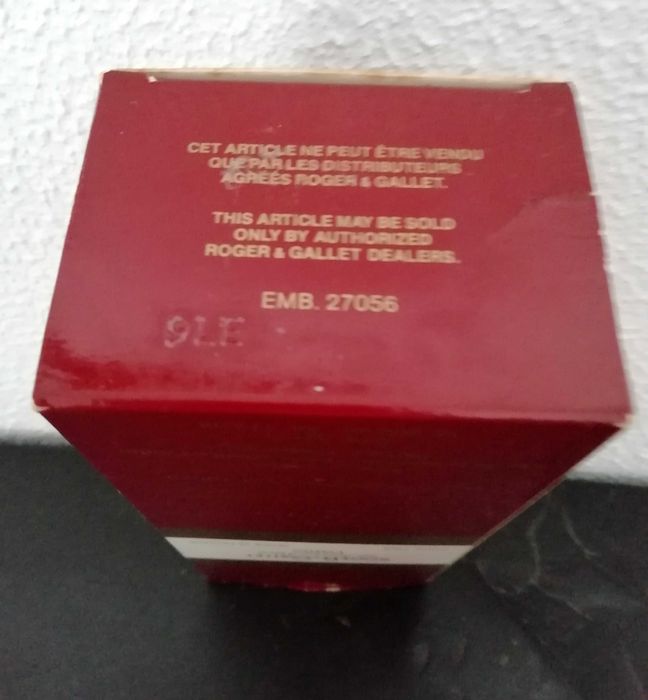 CET ARTICLE NE PEUT ÊTRE VENDU
QUE PAR LES DISTRIBUTEURS
AGRÉÉS ROGER & GALLET.
THIS ARTICLE MAY BE SOLD
ONLY BY AUTHORIZED
ROGER & GALLET DEALERS.
EMB. 27056
9LE